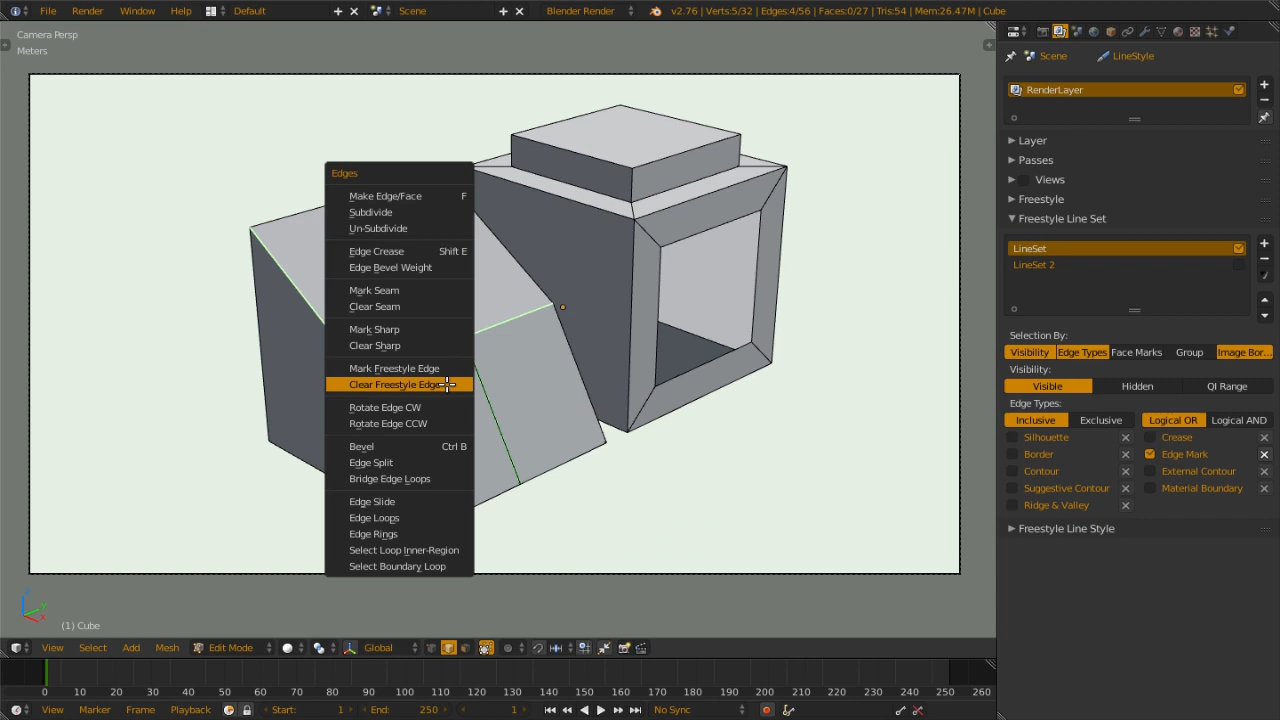 File Render Window Help Default Scene Blender Render v2.76 | Verts:5/32 | Edges:4/56 | Faces:0/27 | Tris:54 | Mem:26.47M | Cube
Camera Persp
Meters
Edges
Make Edge/Face F
Subdivide
Un-Subdivide
Edge Crease Shift E
Edge Bevel Weight
Mark Seam
Clear Seam
Mark Sharp
Clear Sharp
Mark Freestyle Edge
Clear Freestyle Edge
Rotate Edge CW
Rotate Edge CCW
Bevel Ctrl B
Edge Split
Bridge Edge Loops
Edge Slide
Edge Loops
Edge Rings
Select Loop Inner-Region
Select Boundary Loop
z
y
x
(1) Cube
View Select Add Mesh Edit Mode Global
0 10 20 30 40 50 60 70 80 90 100 110 120 130 140 150 160 170 180 190 200 210 220 230 240 250 260
View Marker Frame Playback Start: 1 End: 250 1 No Sync
Scene LineStyle
RenderLayer
Layer
Passes
Views
Freestyle
Freestyle Line Set
LineSet
LineSet 2
Selection By:
Visibility Edge Types Face Marks Group Image Bor...
Visibility:
Visible Hidden QI Range
Edge Types:
Inclusive Exclusive Logical OR Logical AND
Silhouette Crease
Border Edge Mark
Contour External Contour
Suggestive Contour Material Boundary
Ridge & Valley
Freestyle Line Style